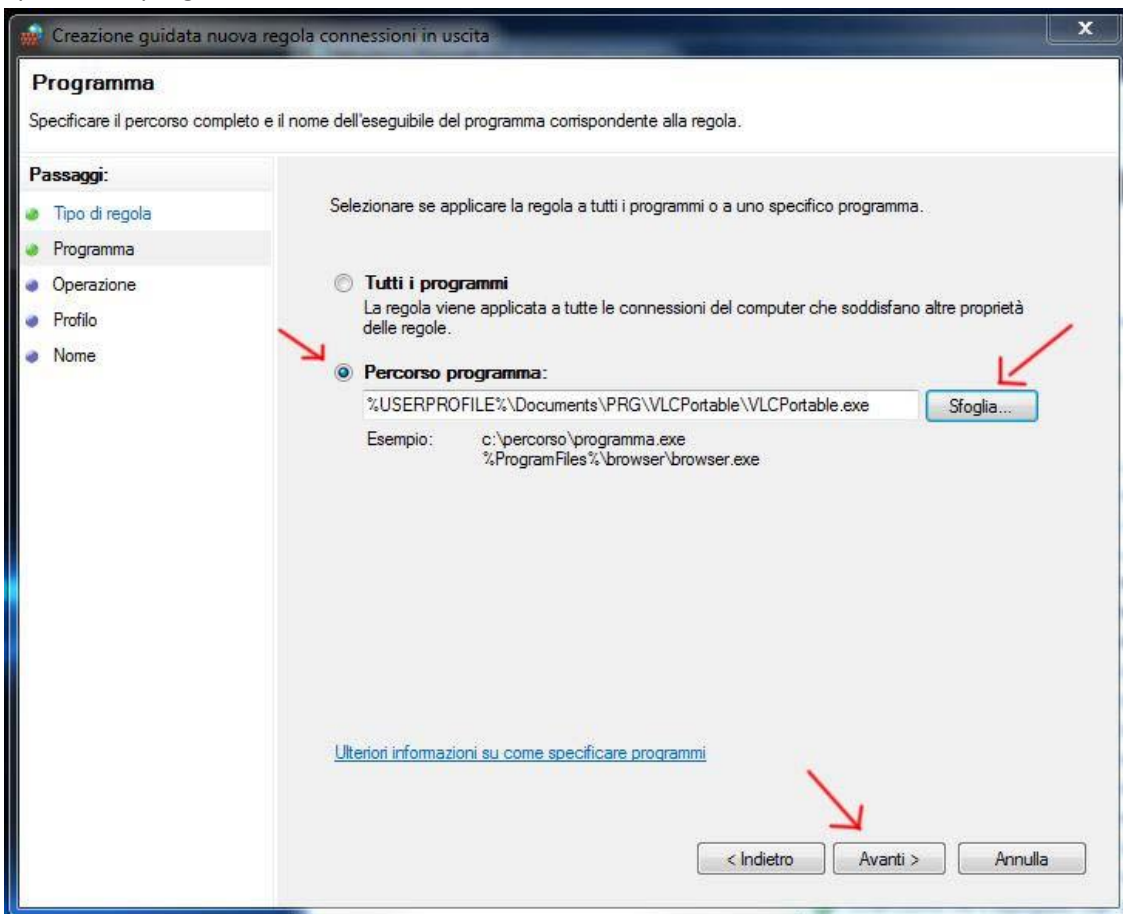 Creazione guidata nuova regola connessioni in uscita
X
Programma
Specificare il percorso completo e il nome dell'eseguibile del programma corrispondente alla regola.
Passaggi:
Tipo di regola
Programma
Operazione
Profilo
Nome
Selezionare se applicare la regola a tutti i programmi o a uno specifico programma.
Tutti i programmi
La regola viene applicata a tutte le connessioni del computer che soddisfano altre proprietà
delle regole.
Percorso programma:
%USERPROFILE%\Documents\PRG\VLCPortable\VLCPortable.exe
Sfoglia...
Esempio: c:\percorso\programma.exe
%ProgramFiles%\browser\browser.exe
Ulteriori informazioni su come specificare programmi
< Indietro Avanti > Annulla